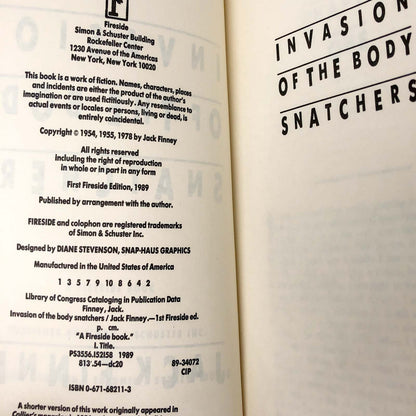 F
Fireside
Simon & Schuster Building
Rockefeller Center
1230 Avenue of the Americas
New York, New York 10020
This book is a work of fiction. Names, characters, places
and incidents are either the product of the author's
imagination or are used fictitiously. Any resemblance to
actual events or locales or persons, living or dead, is
entirely coincidental.
Copyright © 1954, 1955, 1978 by Jack Finney
All rights reserved
including the right of reproduction
in whole or in part in any form
First Fireside Edition, 1989
Published by arrangement with the author.
FIRESIDE and colophon are registered trademarks
of Simon & Schuster Inc.
Designed by DIANE STEVENSON, SNAP-HAUS GRAPHICS
Manufactured in the United States of America
1 3 5 7 9 10 8 6 4 2
Library of Congress Cataloging in Publication Data
Finney, Jack.
Invasion of the body snatchers / Jack Finney.—1st Fireside ed.
p. cm.
"A Fireside book."
I. Title.
PS3556.I52I58 1989
813'.54—dc20 89-34072
CIP
ISBN 0-671-68211-3
A shorter version of this work originally appeared in
INVASION
OF THE BODY
SNATCHERS